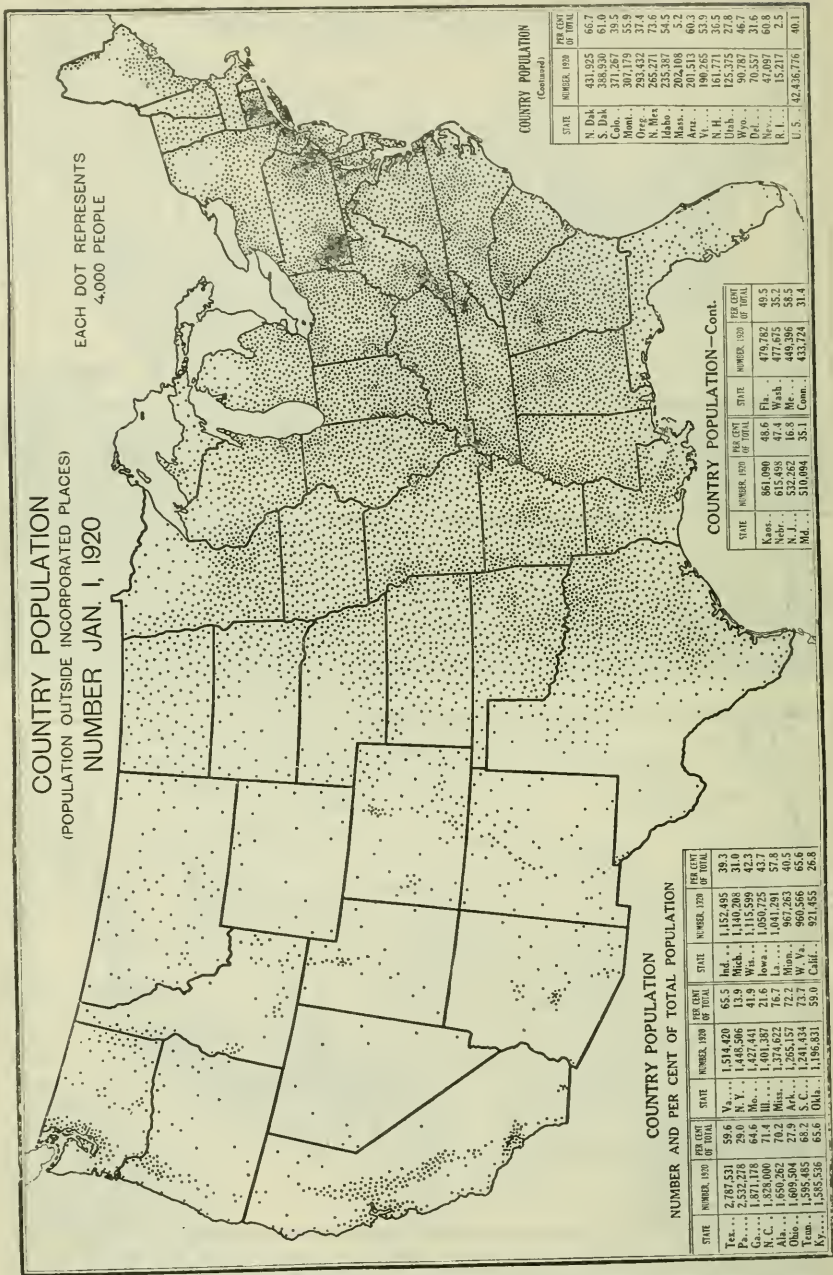 COUNTRY POPULATION
(POPULATION OUTSIDE INCORPORATED PLACES)
NUMBER JAN. 1, 1920
EACH DOT REPRESENTS
4,000 PEOPLE
COUNTRY POPULATION
NUMBER AND PER CENT OF TOTAL POPULATION
STATE NUMBER, 1920 PER CENT OF TOTAL STATE NUMBER, 1920 PER CENT OF TOTAL STATE NUMBER, 1920 PER CENT OF TOTAL
Tex... 2,787,531 59.6 Va.... 1,514,420 65.5 Ind... 1,152,495 39.3
Pa.... 2,532,278 29.0 N.Y.. 1,448,506 13.9 Mich.. 1,140,208 31.0
Ga.... 1,871,178 64.6 Mo... 1,427,441 41.9 Wis... 1,115,599 42.3
N. C.. 1,828,000 71.4 Ill.... 1,401,387 21.6 Iowa.. 1,050,725 43.7
Ala... 1,650,262 70.2 Miss.. 1,374,622 76.7 La.... 1,041,291 57.8
Ohio.. 1,609,504 27.9 Ark... 1,265,157 72.2 Minn.. 967,263 40.5
Tenn.. 1,595,485 68.2 S. C.. 1,241,434 73.7 W. Va. 960,566 65.6
Ky.... 1,585,536 65.6 Okla.. 1,196,831 59.0 Calif.. 921,455 26.8
COUNTRY POPULATION—Cont.
STATE NUMBER, 1920 PER CENT OF TOTAL STATE NUMBER, 1920 PER CENT OF TOTAL
Kans.. 861,090 48.6 Fla... 479,782 49.5
Nebr.. 615,498 47.4 Wash. 477,675 35.2
N. J... 532,262 16.8 Me.... 449,396 58.5
Md.... 510,094 35.1 Conn.. 433,724 31.4
COUNTRY POPULATION
(Continued)
STATE NUMBER, 1920 PER CENT OF TOTAL
N. Dak 431,925 66.7
S. Dak 388,930 61.0
Colo.. 371,267 39.5
Mont.. 307,179 55.9
Oreg.. 293,432 37.4
N. Mex 265,271 73.6
Idaho. 235,387 54.5
Mass.. 202,108 5.2
Ariz.. 201,513 60.3
Vt.... 190,265 53.9
N. H.. 161,771 36.5
Utah.. 125,375 27.8
Wyo.. 90,787 46.7
Del... 70,557 31.6
Nev... 47,097 60.8
R. I... 15,217 2.5
U. S.. 42,436,776 40.1